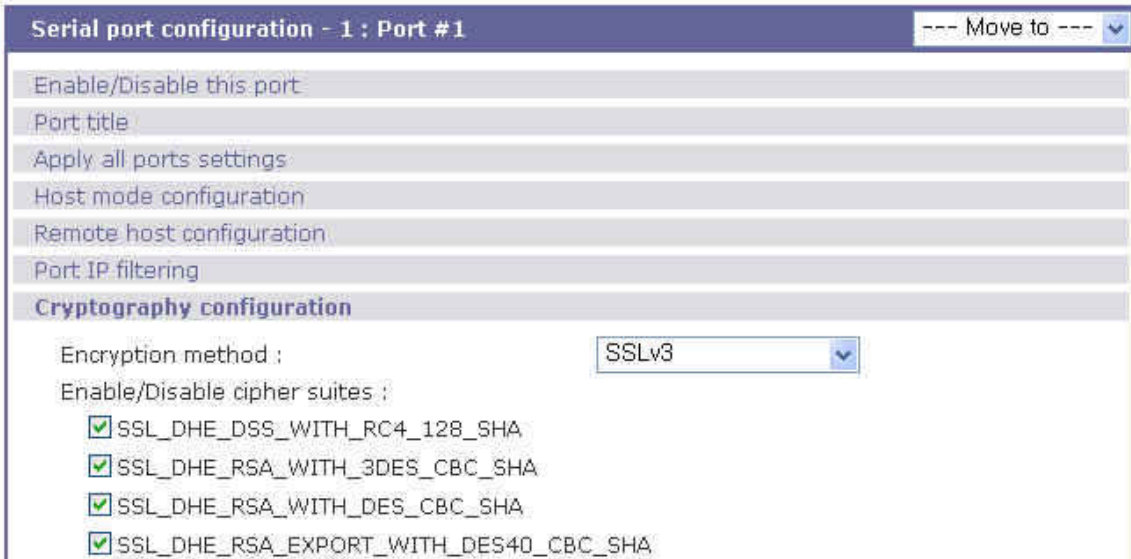 Serial port configuration - 1 : Port #1 --- Move to ---
Enable/Disable this port
Port title
Apply all ports settings
Host mode configuration
Remote host configuration
Port IP filtering
Cryptography configuration
Encryption method : SSLv3
Enable/Disable cipher suites :
SSL_DHE_DSS_WITH_RC4_128_SHA
SSL_DHE_RSA_WITH_3DES_CBC_SHA
SSL_DHE_RSA_WITH_DES_CBC_SHA
SSL_DHE_RSA_EXPORT_WITH_DES40_CBC_SHA